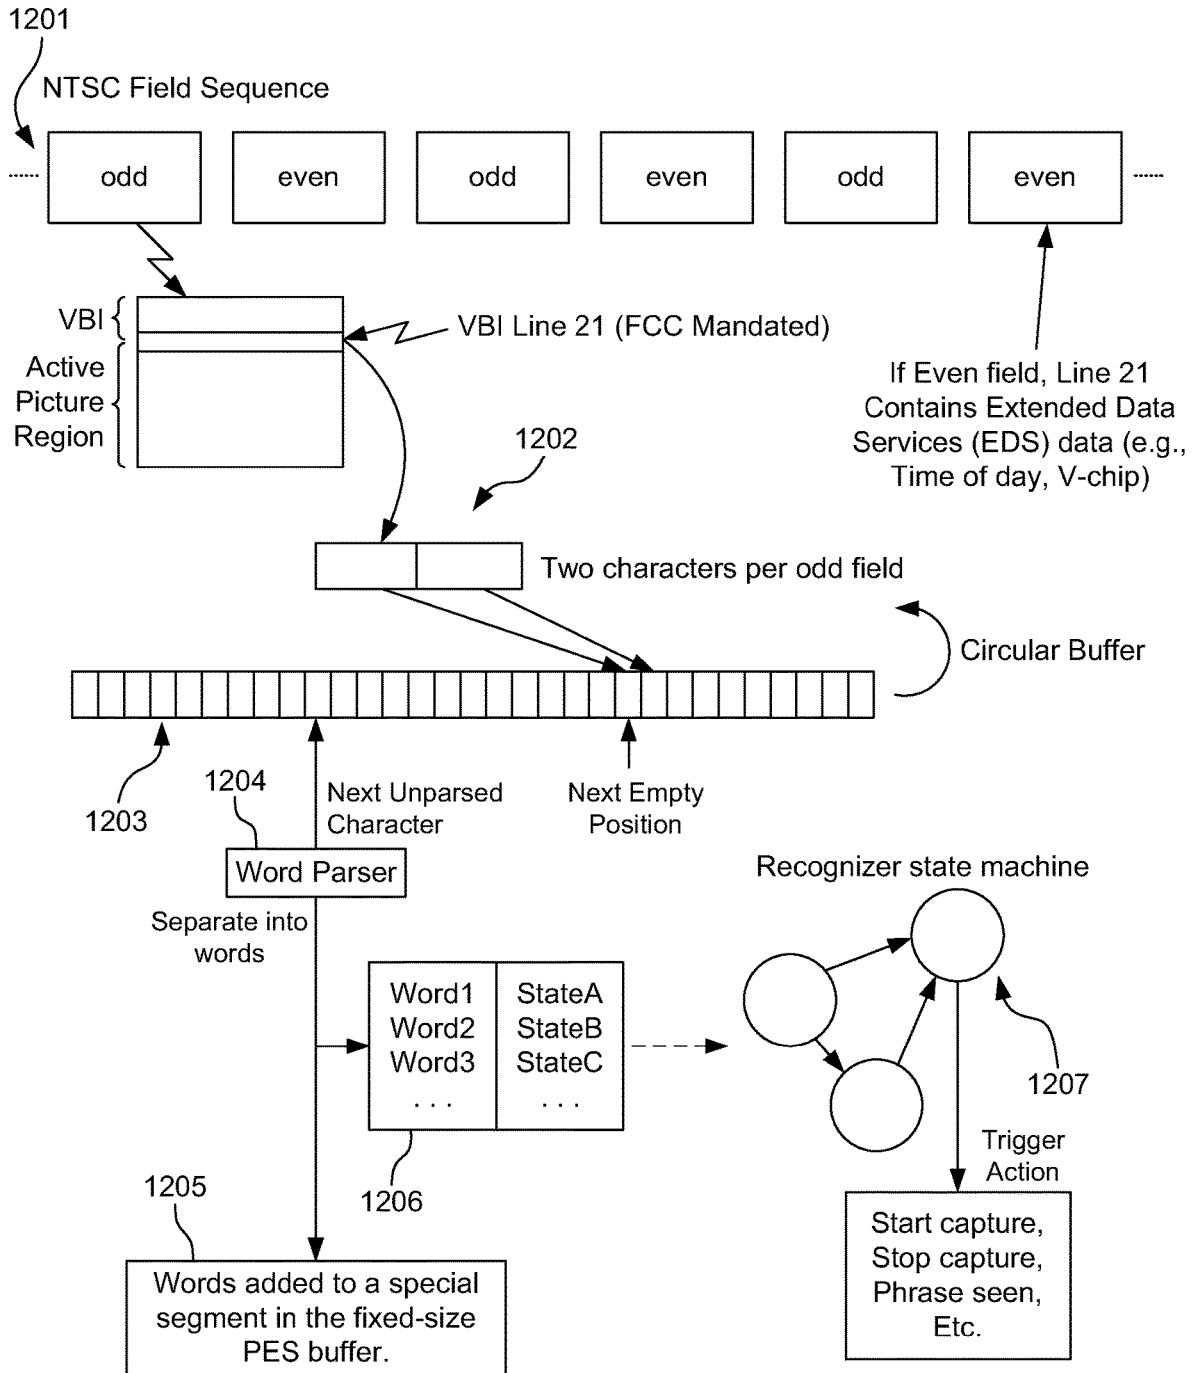 1201
NTSC Field Sequence
odd
even
odd
even
odd
even
VBI
VBI Line 21 (FCC Mandated)
Active
Picture
Region
If Even field, Line 21
Contains Extended Data
Services (EDS) data (e.g.,
Time of day, V-chip)
1202
Two characters per odd field
Circular Buffer
1203
1204
Next Unparsed
Character
Next Empty
Position
Word Parser
Separate into
words
Recognizer state machine
Word1
Word2
Word3
. . .
StateA
StateB
StateC
. . .
1207
1206
Trigger
Action
1205
Words added to a special
segment in the fixed-size
PES buffer.
Start capture,
Stop capture,
Phrase seen,
Etc.